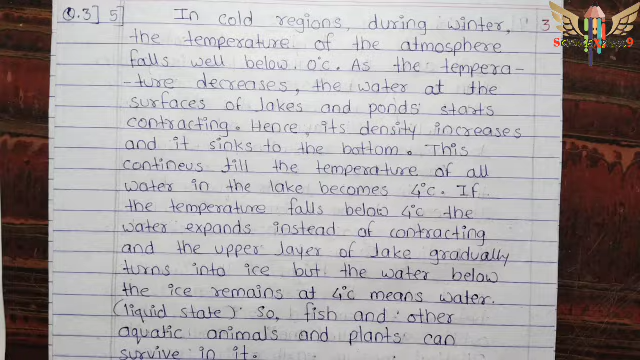 Q.3] 5] In cold regions, during winter, 3
the temperature of the atmosphere
falls well below 0°c. As the tempera-
-ture decreases, the water at the
surfaces of lakes and ponds starts
contracting. Hence, its density increases
and it sinks to the bottom. This
contineus till the temperature of all
water in the lake becomes 4°c. If
the temperature falls below 4°c the
water expands instead of contracting
and the upper layer of lake gradually
turns into ice but the water below
the ice remains at 4°c means water.
(liquid state). So, fish and other
aquatic animals and plants can
survive in it.